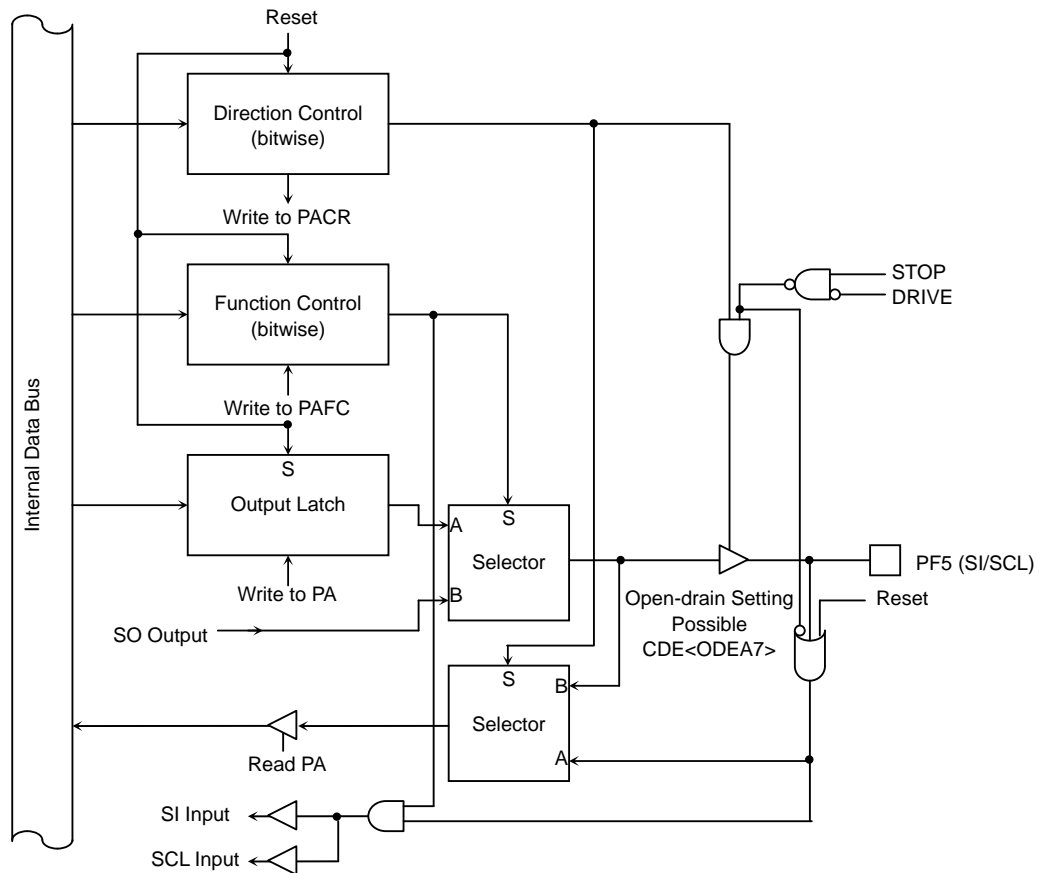 Reset
Direction Control
(bitwise)
Write to PACR
STOP
DRIVE
Function Control
(bitwise)
Write to PAFC
Internal Data Bus
S
Output Latch
A
S
Selector
B
Write to PA
SO Output
PF5 (SI/SCL)
Open-drain Setting
Possible
CDE<ODEA7>
Reset
S
B
Selector
A
Read PA
SI Input
SCL Input